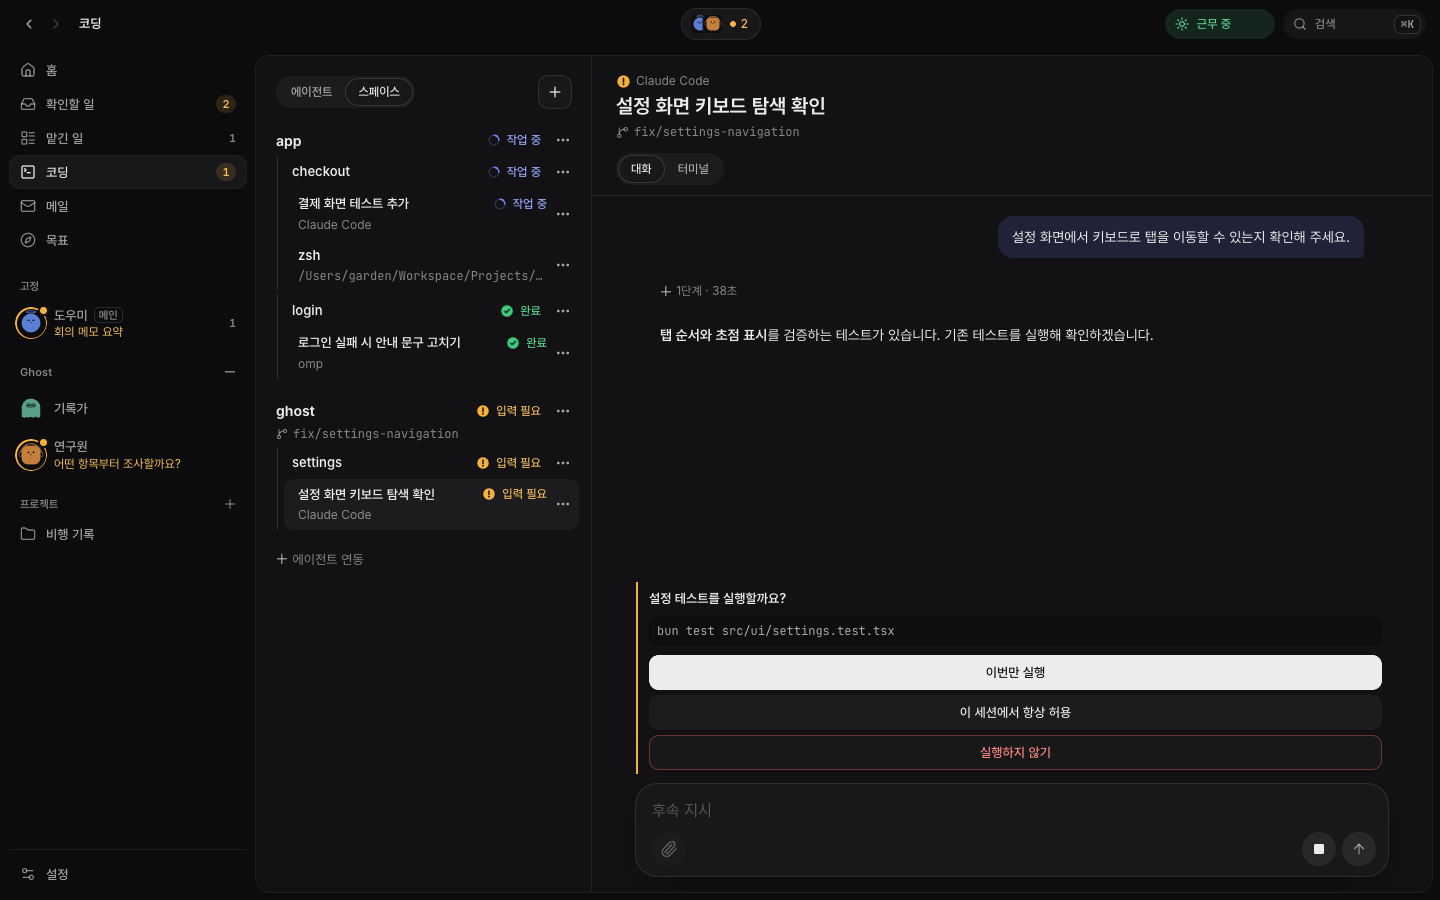 코딩
2
근무 중
검색
⌘K
홈
확인할 일
2
맡긴 일
1
코딩
1
메일
목표
고정
도우미 메인
회의 메모 요약
1
Ghost
기록가
연구원
어떤 항목부터 조사할까요?
프로젝트
비행 기록
설정
에이전트
스페이스
app
작업 중
checkout
작업 중
결제 화면 테스트 추가
작업 중
Claude Code
zsh
/Users/garden/Workspace/Projects/…
login
완료
로그인 실패 시 안내 문구 고치기
완료
omp
ghost
입력 필요
fix/settings-navigation
settings
입력 필요
설정 화면 키보드 탐색 확인
입력 필요
Claude Code
에이전트 연동
Claude Code
설정 화면 키보드 탐색 확인
fix/settings-navigation
대화
터미널
설정 화면에서 키보드로 탭을 이동할 수 있는지 확인해 주세요.
1단계 · 38초
탭 순서와 초점 표시를 검증하는 테스트가 있습니다. 기존 테스트를 실행해 확인하겠습니다.
설정 테스트를 실행할까요?
bun test src/ui/settings.test.tsx
이번만 실행
이 세션에서 항상 허용
실행하지 않기
후속 지시